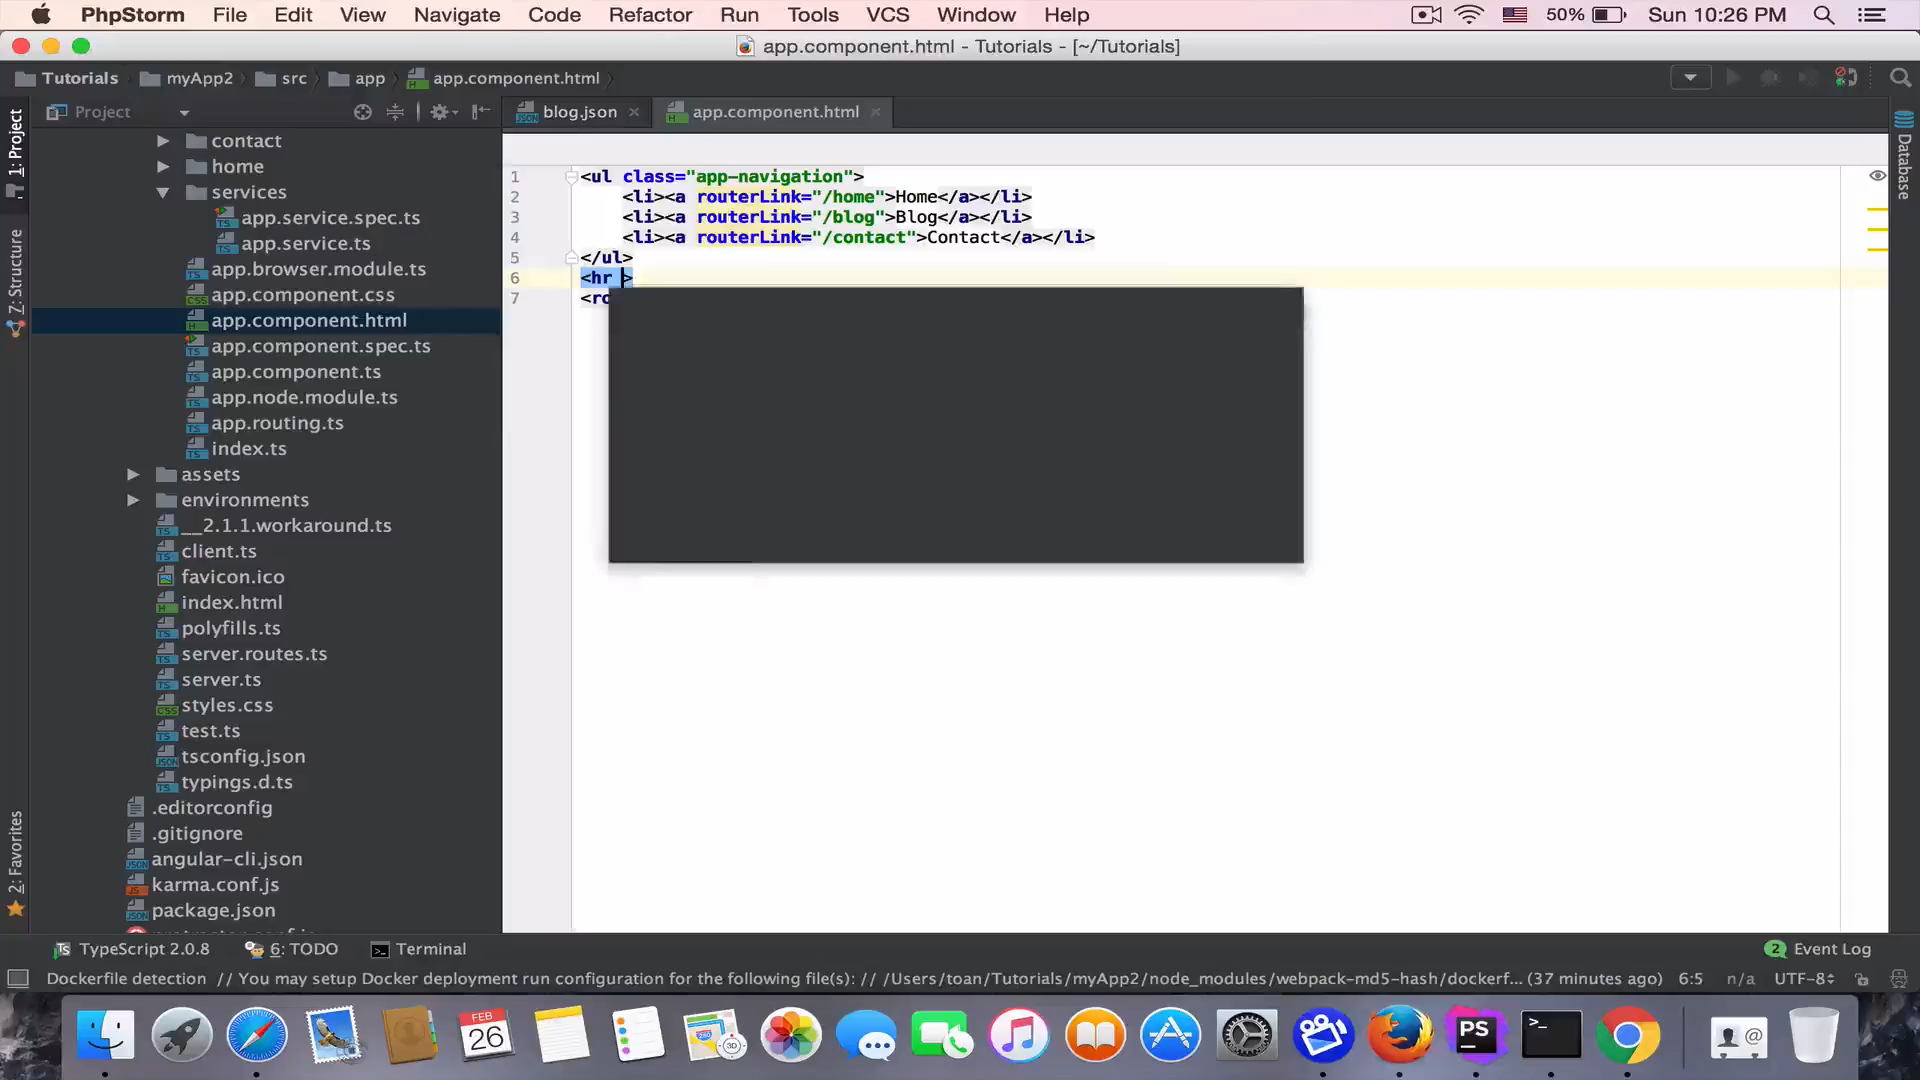 PhpStorm File Edit View Navigate Code Refactor Run Tools VCS Window Help 50% Sun 10:26 PM
app.component.html - Tutorials - [~/Tutorials]
Tutorials myApp2 src app app.component.html
Project
blog.json
app.component.html
1: Project
7: Structure
2: Favorites
Database
contact
home
services
app.service.spec.ts
app.service.ts
app.browser.module.ts
app.component.css
app.component.html
app.component.spec.ts
app.component.ts
app.node.module.ts
app.routing.ts
index.ts
assets
environments
__2.1.1.workaround.ts
client.ts
favicon.ico
index.html
polyfills.ts
server.routes.ts
server.ts
styles.css
test.ts
tsconfig.json
typings.d.ts
.editorconfig
.gitignore
angular-cli.json
karma.conf.js
package.json
1 <ul class="app-navigation">
2 <li><a routerLink="/home">Home</a></li>
3 <li><a routerLink="/blog">Blog</a></li>
4 <li><a routerLink="/contact">Contact</a></li>
5 </ul>
6 <hr >
7 <ro
TypeScript 2.0.8 6: TODO Terminal 2 Event Log
Dockerfile detection // You may setup Docker deployment run configuration for the following file(s): // /Users/toan/Tutorials/myApp2/node_modules/webpack-md5-hash/dockerf... (37 minutes ago) 6:5 n/a UTF-8
FEB
26
3D
PS
>_
@